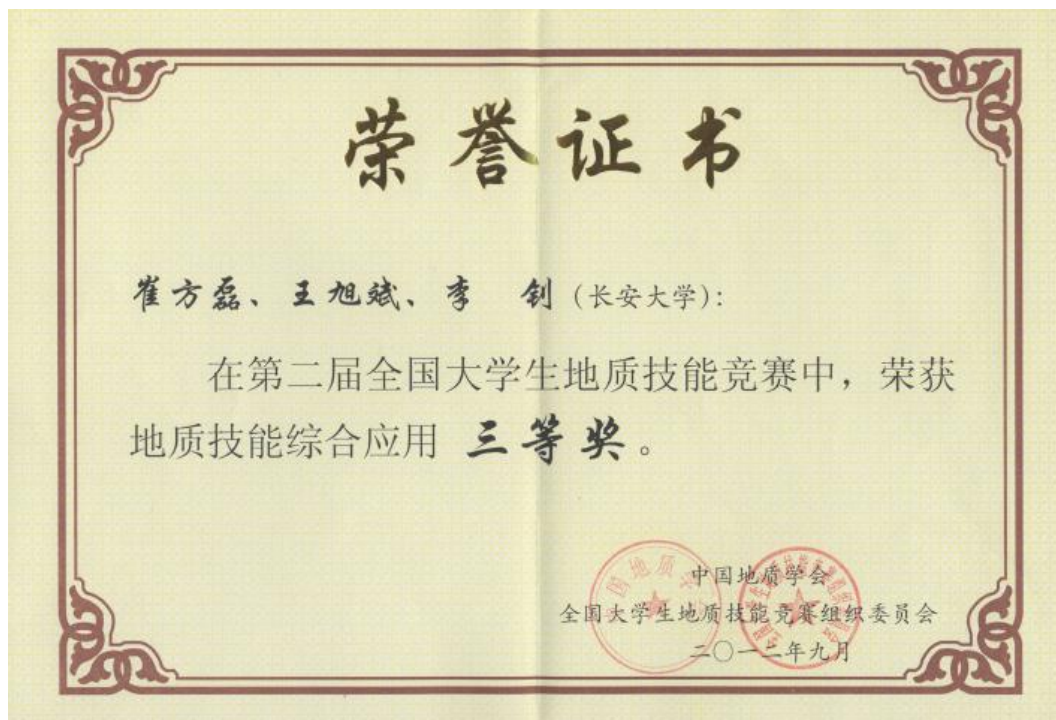 荣誉证书
崔方磊、王旭斌、李 钊（长安大学）：
在第二届全国大学生地质技能竞赛中，荣获
地质技能综合应用 三等奖。
中国地质学会
全国大学生地质技能竞赛组织委员会
二〇一二年九月